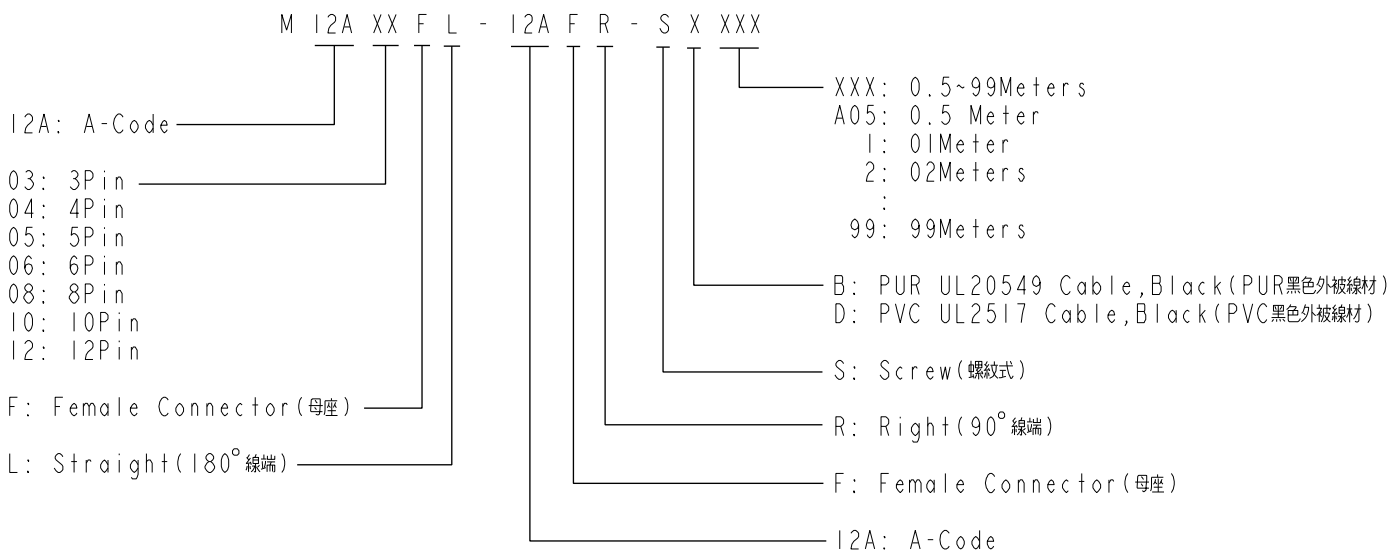 M 12A XX F L - 12A F R - S X XXX
12A: A-Code
03: 3Pin
04: 4Pin
05: 5Pin
06: 6Pin
08: 8Pin
10: 10Pin
12: 12Pin
F: Female Connector(母座)
L: Straight(180°線端)
XXX: 0.5~99Meters
A05: 0.5 Meter
1: 01Meter
2: 02Meters
:
99: 99Meters
B: PUR UL20549 Cable,Black(PUR黑色外被線材)
D: PVC UL2517 Cable,Black(PVC黑色外被線材)
S: Screw(螺紋式)
R: Right(90°線端)
F: Female Connector(母座)
12A: A-Code